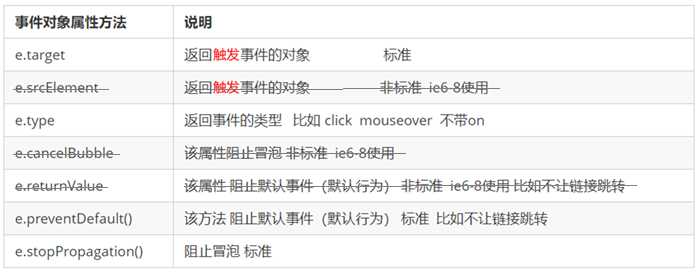 事件对象属性方法 说明
e.target 返回触发事件的对象 标准
e.srcElement 返回触发事件的对象 非标准 ie6-8使用
e.type 返回事件的类型 比如 click mouseover 不带on
e.cancelBubble 该属性阻止冒泡 非标准 ie6-8使用
e.returnValue 该属性 阻止默认事件（默认行为） 非标准 ie6-8使用 比如不让链接跳转
e.preventDefault() 该方法 阻止默认事件（默认行为） 标准 比如不让链接跳转
e.stopPropagation() 阻止冒泡 标准